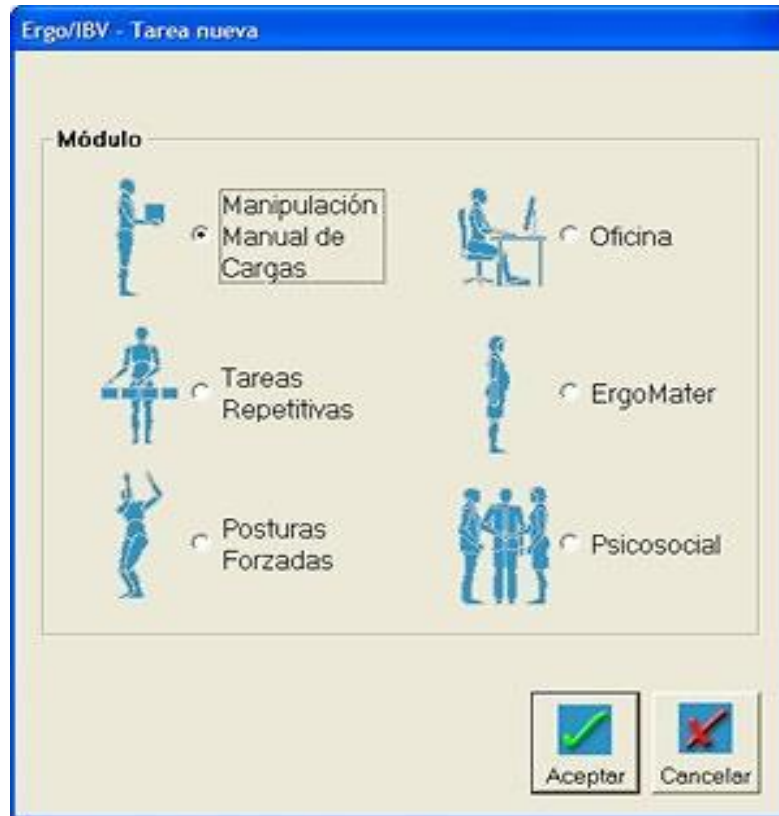 Ergo/IBV - Tarea nueva
Módulo
Manipulación
Manual de
Cargas
Oficina
Tareas
Repetitivas
ErgoMater
Posturas
Forzadas
Psicosocial
Aceptar
Cancelar